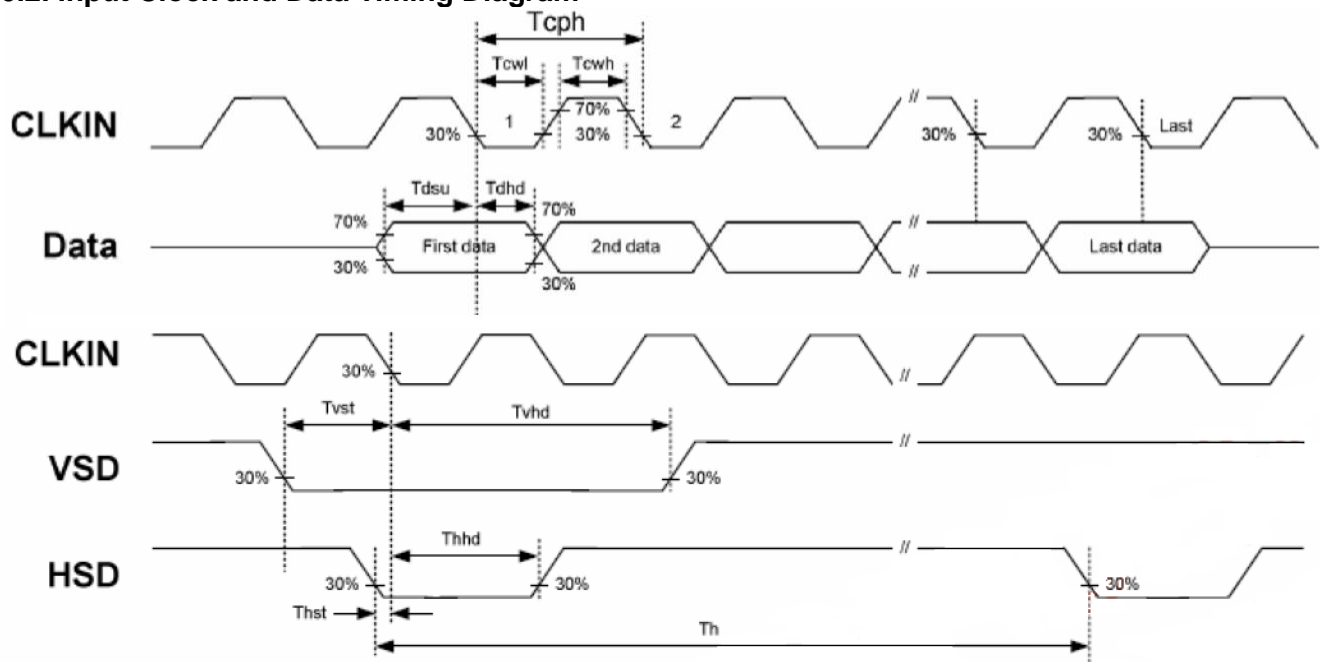 Tcph
Tcwl Tcwh
CLKIN 30% 1 70% 30% 2 // 30% 30% Last
Tdsu Tdhd
70% 70%
Data First data 2nd data // Last data
30% 30% //
CLKIN 30% //
Tvst Tvhd
VSD 30% 30% //
Thhd
HSD 30% 30% // 30%
Thst
Th